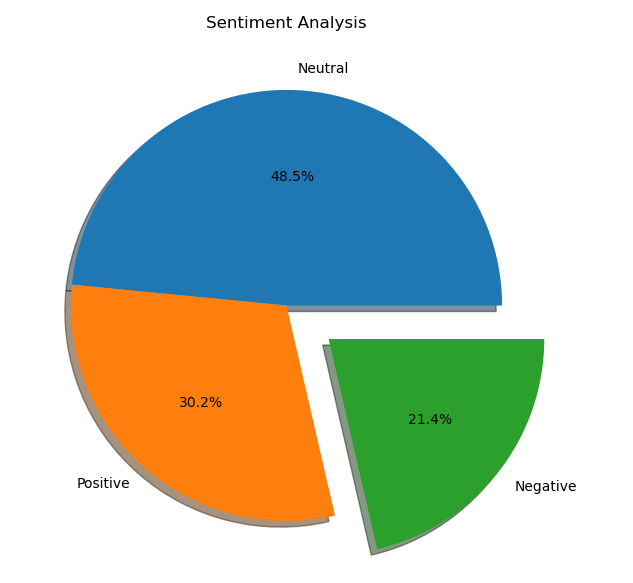 Sentiment Analysis
Neutral
48.5%
30.2%
21.4%
Positive
Negative